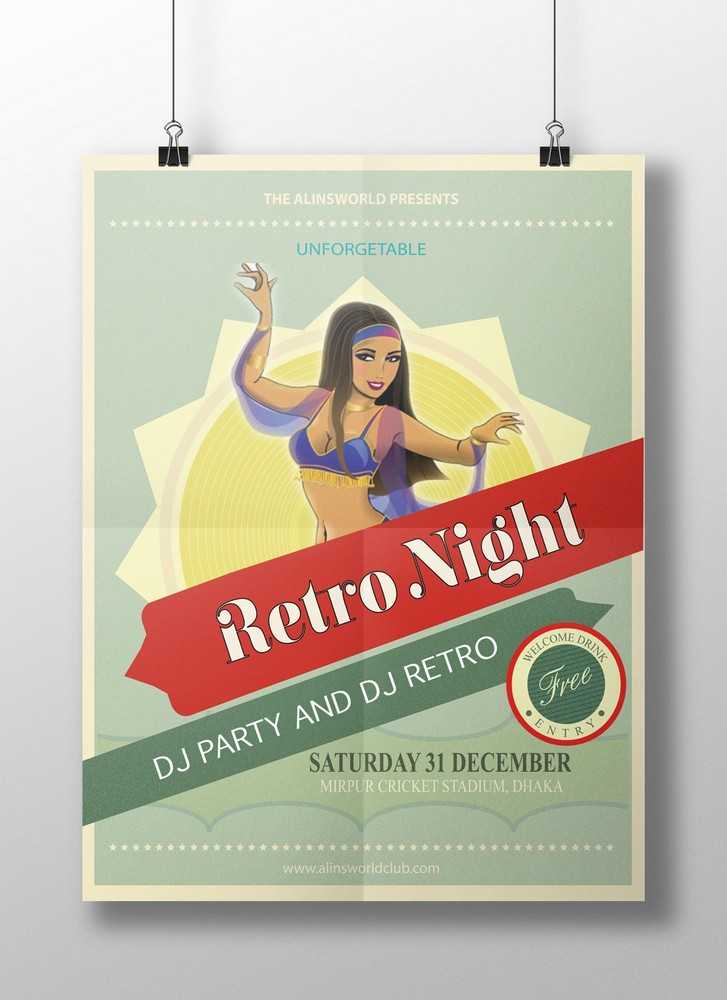 THE ALINSWORLD PRESENTS
UNFORGETABLE
Retro Night
DJ PARTY AND DJ RETRO
WELCOME DRINK
Free
ENTRY
SATURDAY 31 DECEMBER
MIRPUR CRICKET STADIUM, DHAKA
www.alinsworldclub.com